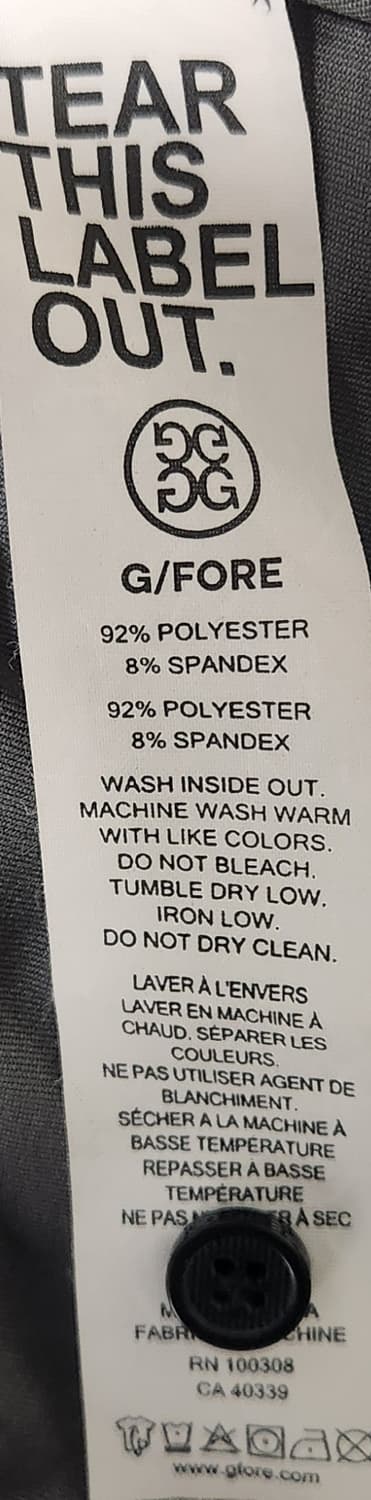 TEAR
THIS
LABEL
OUT.
G/FORE
92% POLYESTER
8% SPANDEX
92% POLYESTER
8% SPANDEX
WASH INSIDE OUT.
MACHINE WASH WARM
WITH LIKE COLORS.
DO NOT BLEACH.
TUMBLE DRY LOW.
IRON LOW.
DO NOT DRY CLEAN.
LAVER À L'ENVERS
LAVER EN MACHINE À
CHAUD. SÉPARER LES
COULEURS.
NE PAS UTILISER AGENT DE
BLANCHIMENT.
SÉCHER A LA MACHINE À
BASSE TEMPÉRATURE
REPASSER À BASSE
TEMPÉRATURE
NE PAS À SEC
RN 100308
CA 40339
www.gfore.com